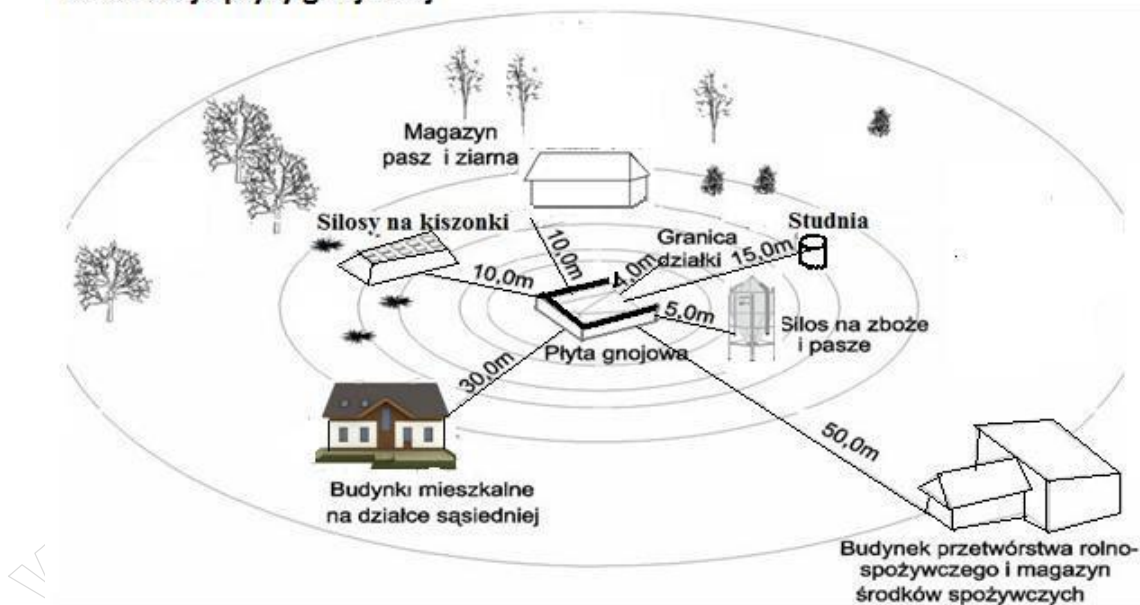 Magazyn
pasz i ziarna
Silosy na kiszonki
Studnia
Granica
działki
10,0m
10,0m
4,0m
15,0m
5,0m
Silos na zboże
i pasze
Płyta gnojowa
30,0m
50,0m
Budynki mieszkalne
na działce sąsiedniej
Budynek przetwórstwa rolno-
spożywczego i magazyn
środków spożywczych